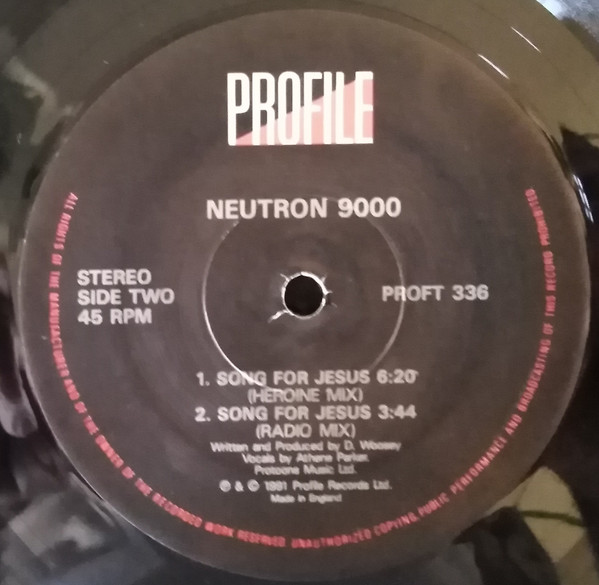 PROFILE
NEUTRON 9000
STEREO
SIDE TWO
45 RPM
PROFT 336
1. SONG FOR JESUS 6:20
(HEROINE MIX)
2. SONG FOR JESUS 3:44
(RADIO MIX)
Written and Produced by D. Woosey
Vocals by Athena Parker.
Protoone Music Ltd.
℗ & © 1991 Profile Records Ltd.
Made in England
ALL RIGHTS OF THE MANUFACTURER AND OF THE OWNER OF THE RECORDED WORK RESERVED. UNAUTHORIZED COPYING, PUBLIC PERFORMANCE AND BROADCASTING OF THIS RECORD PROHIBITED.